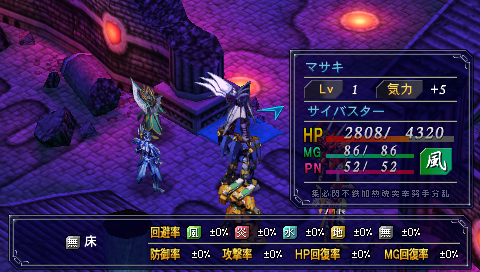 マサキ
Lv 1 気力 +5
サイバスター
HP 2808/ 4320
MG 86/ 86
PN 52/ 52
風
集必閃不鉄加熱魂突幸努手分乱
無 床
回避率 風 ±0% 炎 ±0% 水 ±0% 地 ±0% 無 ±0%
防御率 ±0% 攻撃率 ±0% HP回復率 ±0% MG回復率 ±0%